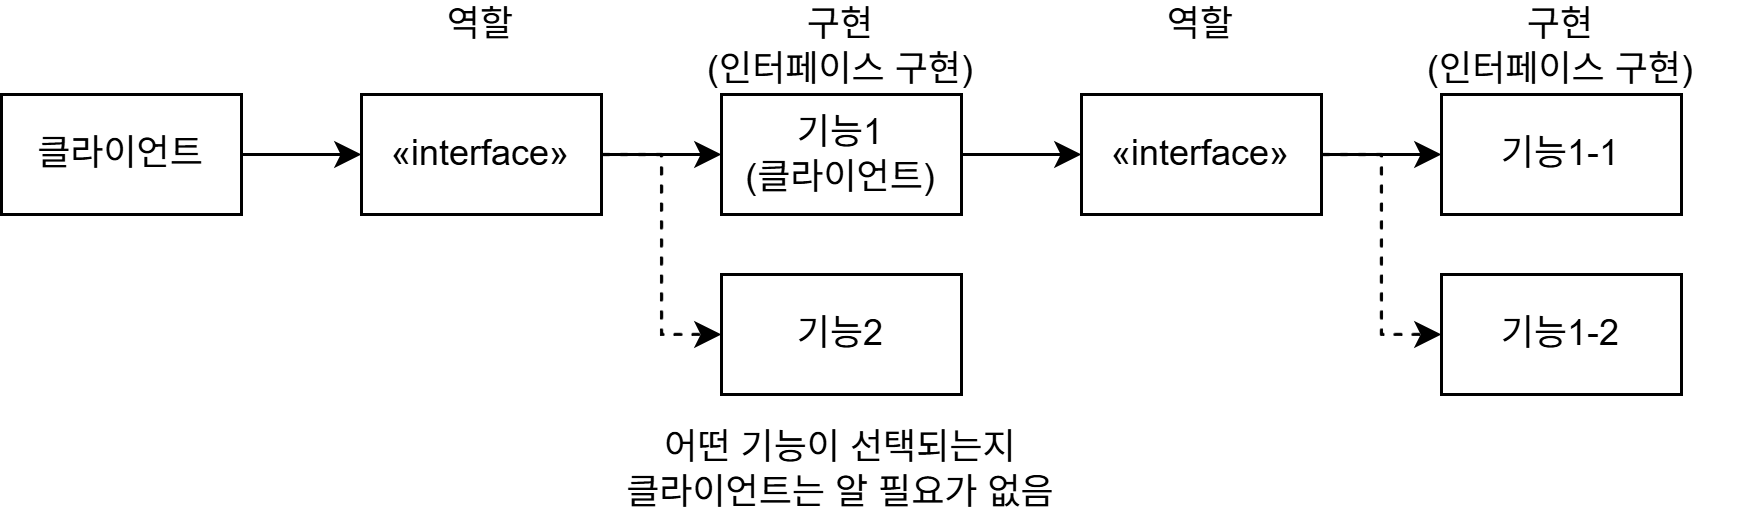 역할
구현
(인터페이스 구현)
역할
구현
(인터페이스 구현)
클라이언트
«interface»
기능1
(클라이언트)
«interface»
기능1-1
기능2
기능1-2
어떤 기능이 선택되는지
클라이언트는 알 필요가 없음